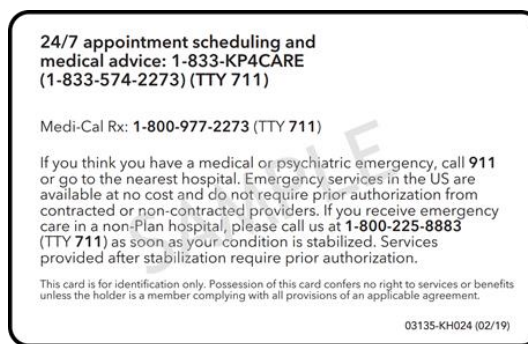 24/7 appointment scheduling and
medical advice: 1-833-KP4CARE
(1-833-574-2273) (TTY 711)
Medi-Cal Rx: 1-800-977-2273 (TTY 711)
If you think you have a medical or psychiatric emergency, call 911
or go to the nearest hospital. Emergency services in the US are
available at no cost and do not require prior authorization from
contracted or non-contracted providers. If you receive emergency
care in a non-Plan hospital, please call us at 1-800-225-8883
(TTY 711) as soon as your condition is stabilized. Services
provided after stabilization require prior authorization.
This card is for identification only. Possession of this card confers no right to services or benefits
unless the holder is a member complying with all provisions of an applicable agreement.
03135-KH024 (02/19)
SAMPLE